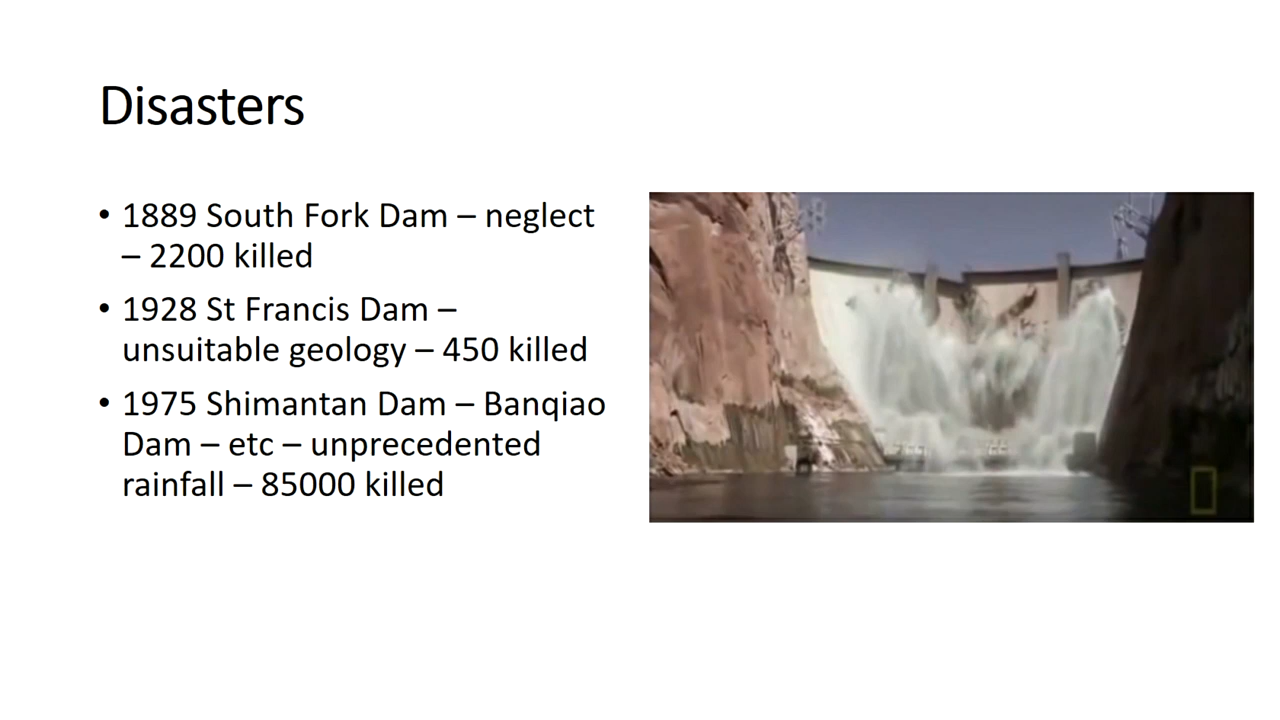 Disasters
• 1889 South Fork Dam – neglect
– 2200 killed
• 1928 St Francis Dam –
unsuitable geology – 450 killed
• 1975 Shimantan Dam – Banqiao
Dam – etc – unprecedented
rainfall – 85000 killed